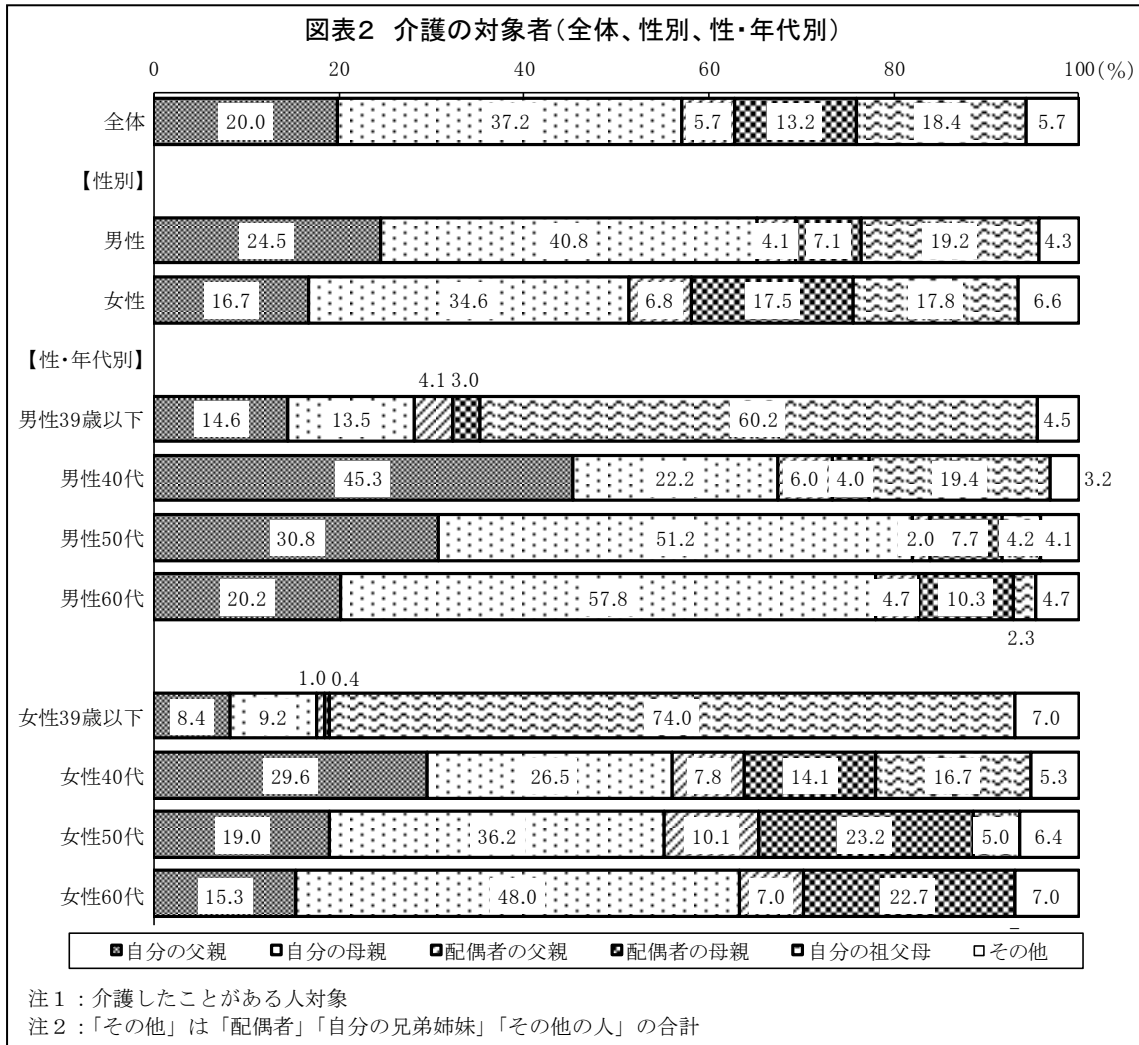 図表2 介護の対象者(全体、性別、性・年代別)
0 20 40 60 80 100(%)
全体 20.0 37.2 5.7 13.2 18.4 5.7
【性別】
男性 24.5 40.8 4.1 7.1 19.2 4.3
女性 16.7 34.6 6.8 17.5 17.8 6.6
【性・年代別】
4.1 3.0
男性39歳以下 14.6 13.5 60.2 4.5
男性40代 45.3 22.2 6.0 4.0 19.4 3.2
男性50代 30.8 51.2 2.0 7.7 4.2 4.1
男性60代 20.2 57.8 4.7 10.3 4.7
2.3
1.0 0.4
女性39歳以下 8.4 9.2 74.0 7.0
女性40代 29.6 26.5 7.8 14.1 16.7 5.3
女性50代 19.0 36.2 10.1 23.2 5.0 6.4
女性60代 15.3 48.0 7.0 22.7 7.0
-
自分の父親 自分の母親 配偶者の父親 配偶者の母親 自分の祖父母 その他
注1:介護したことがある人対象
注2:「その他」は「配偶者」「自分の兄弟姉妹」「その他の人」の合計